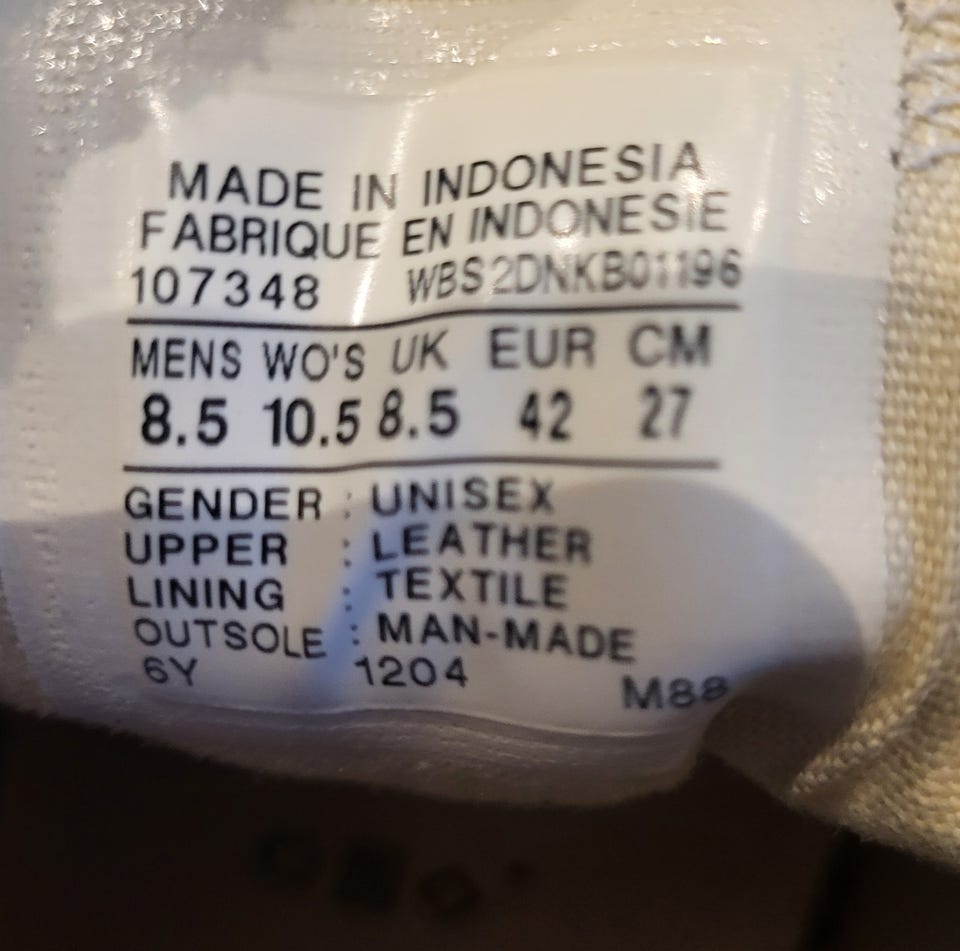 MADE IN INDONESIA
FABRIQUE EN INDONESIE
107348 WBS2DNKB01196
MENS WO'S UK EUR CM
8.5 10.5 8.5 42 27
GENDER : UNISEX
UPPER : LEATHER
LINING : TEXTILE
OUTSOLE : MAN-MADE
6Y 1204 M88